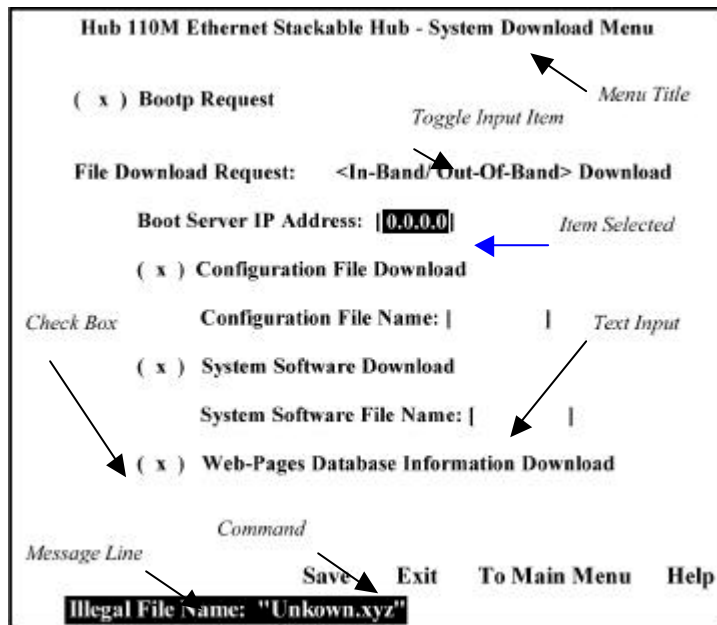 Hub 110M Ethernet Stackable Hub - System Download Menu
( x ) Bootp Request
Menu Title
Toggle Input Item
File Download Request: <In-Band/ Out-Of-Band> Download
Boot Server IP Address: |0.0.0.0|
Item Selected
( x ) Configuration File Download
Check Box
Configuration File Name: | |
Text Input
( x ) System Software Download
System Software File Name: | |
( x ) Web-Pages Database Information Download
Command
Message Line
Save Exit To Main Menu Help
Illegal File Name: "Unkown.xyz"